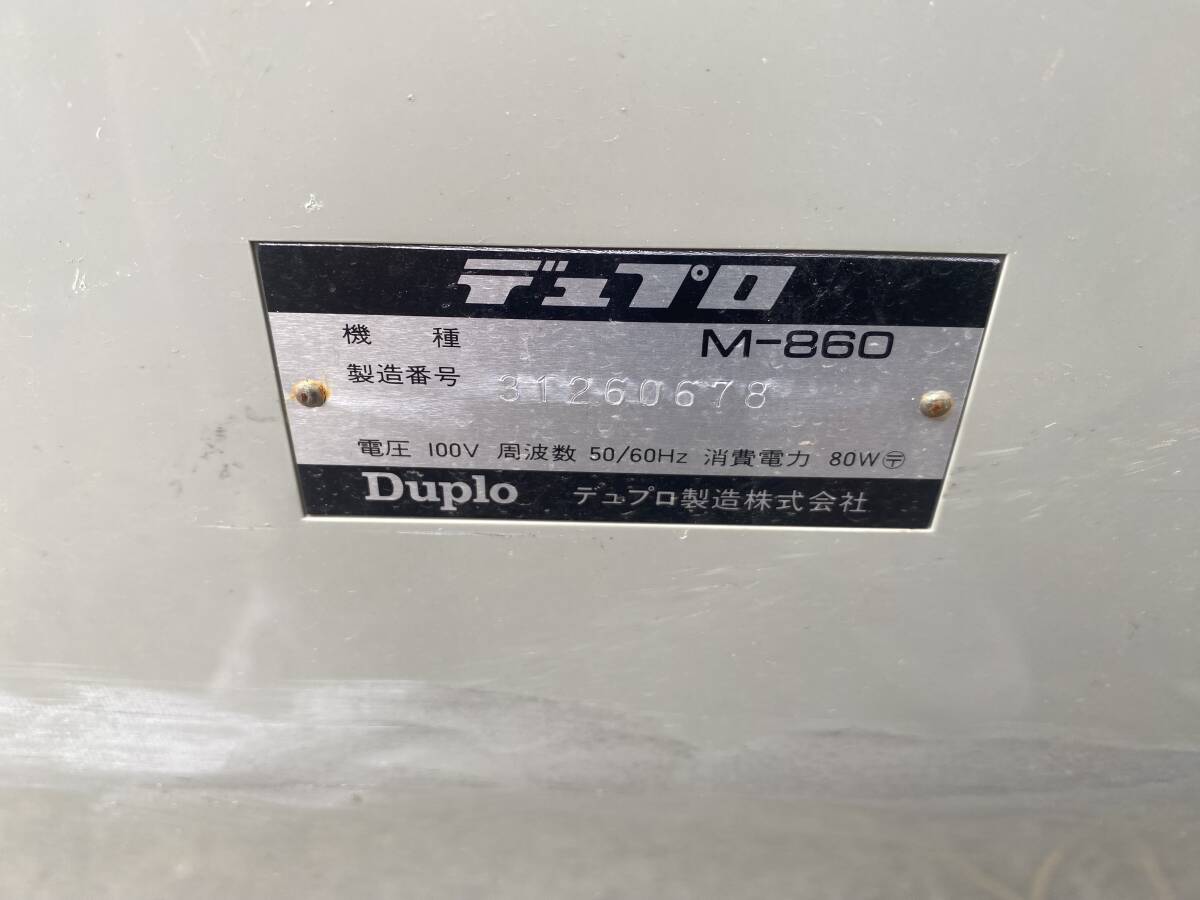 デュプロ
機種 M-860
製造番号 31260678
電圧 100V 周波数 50/60Hz 消費電力 80W〶
Duplo デュプロ製造株式会社